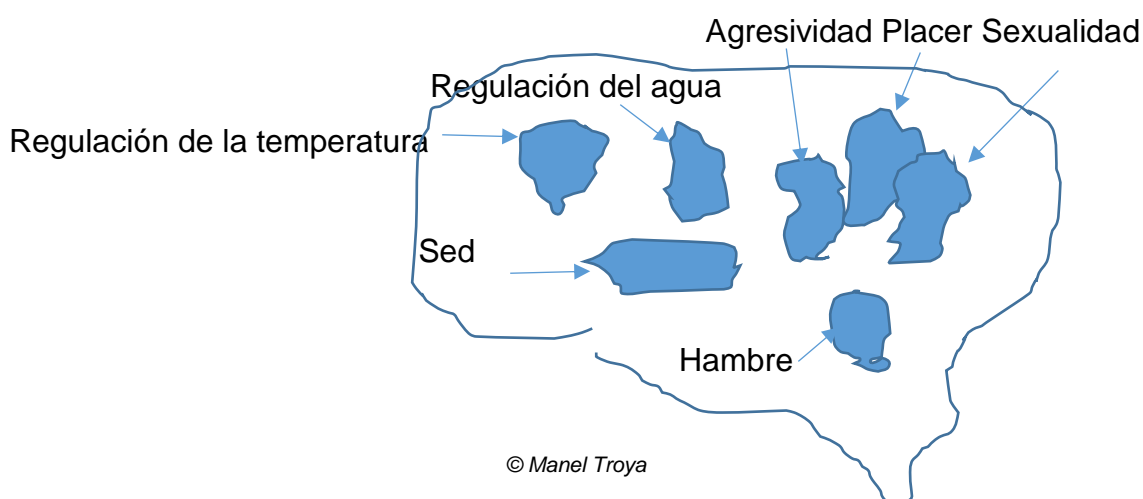 Agresividad Placer Sexualidad
Regulación del agua
Regulación de la temperatura
Sed
Hambre
© Manel Troya